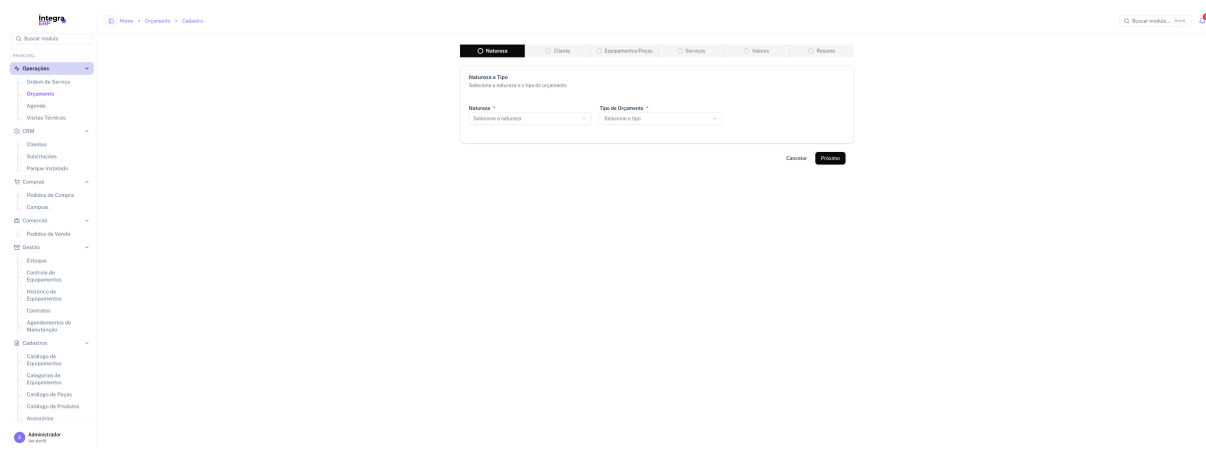 integra
ERP
Buscar modulo
PRINCIPAL
Operações
Ordem de Serviço
Orçamento
Agenda
Visitas Técnicas
CRM
Clientes
Solicitações
Parque Instalado
Compras
Pedidos de Compra
Compras
Comercial
Pedidos de Venda
Gestão
Estoque
Controle de
Equipamentos
Histórico de
Equipamentos
Contratos
Agendamentos de
Manutenção
Cadastros
Catálogo de
Equipamentos
Categorias de
Equipamentos
Catálogo de Peças
Catálogo de Produtos
Acessórios
A
Administrador
Ver perfil
Home > Orçamento > Cadastro
Buscar modulo...
Natureza Cliente Equipamentos/Peças Serviços Valores Resumo
Natureza e Tipo
Selecione a natureza e o tipo do orçamento
Natureza * Tipo de Orçamento *
Selecione a natureza Selecione o tipo
Cancelar Próximo